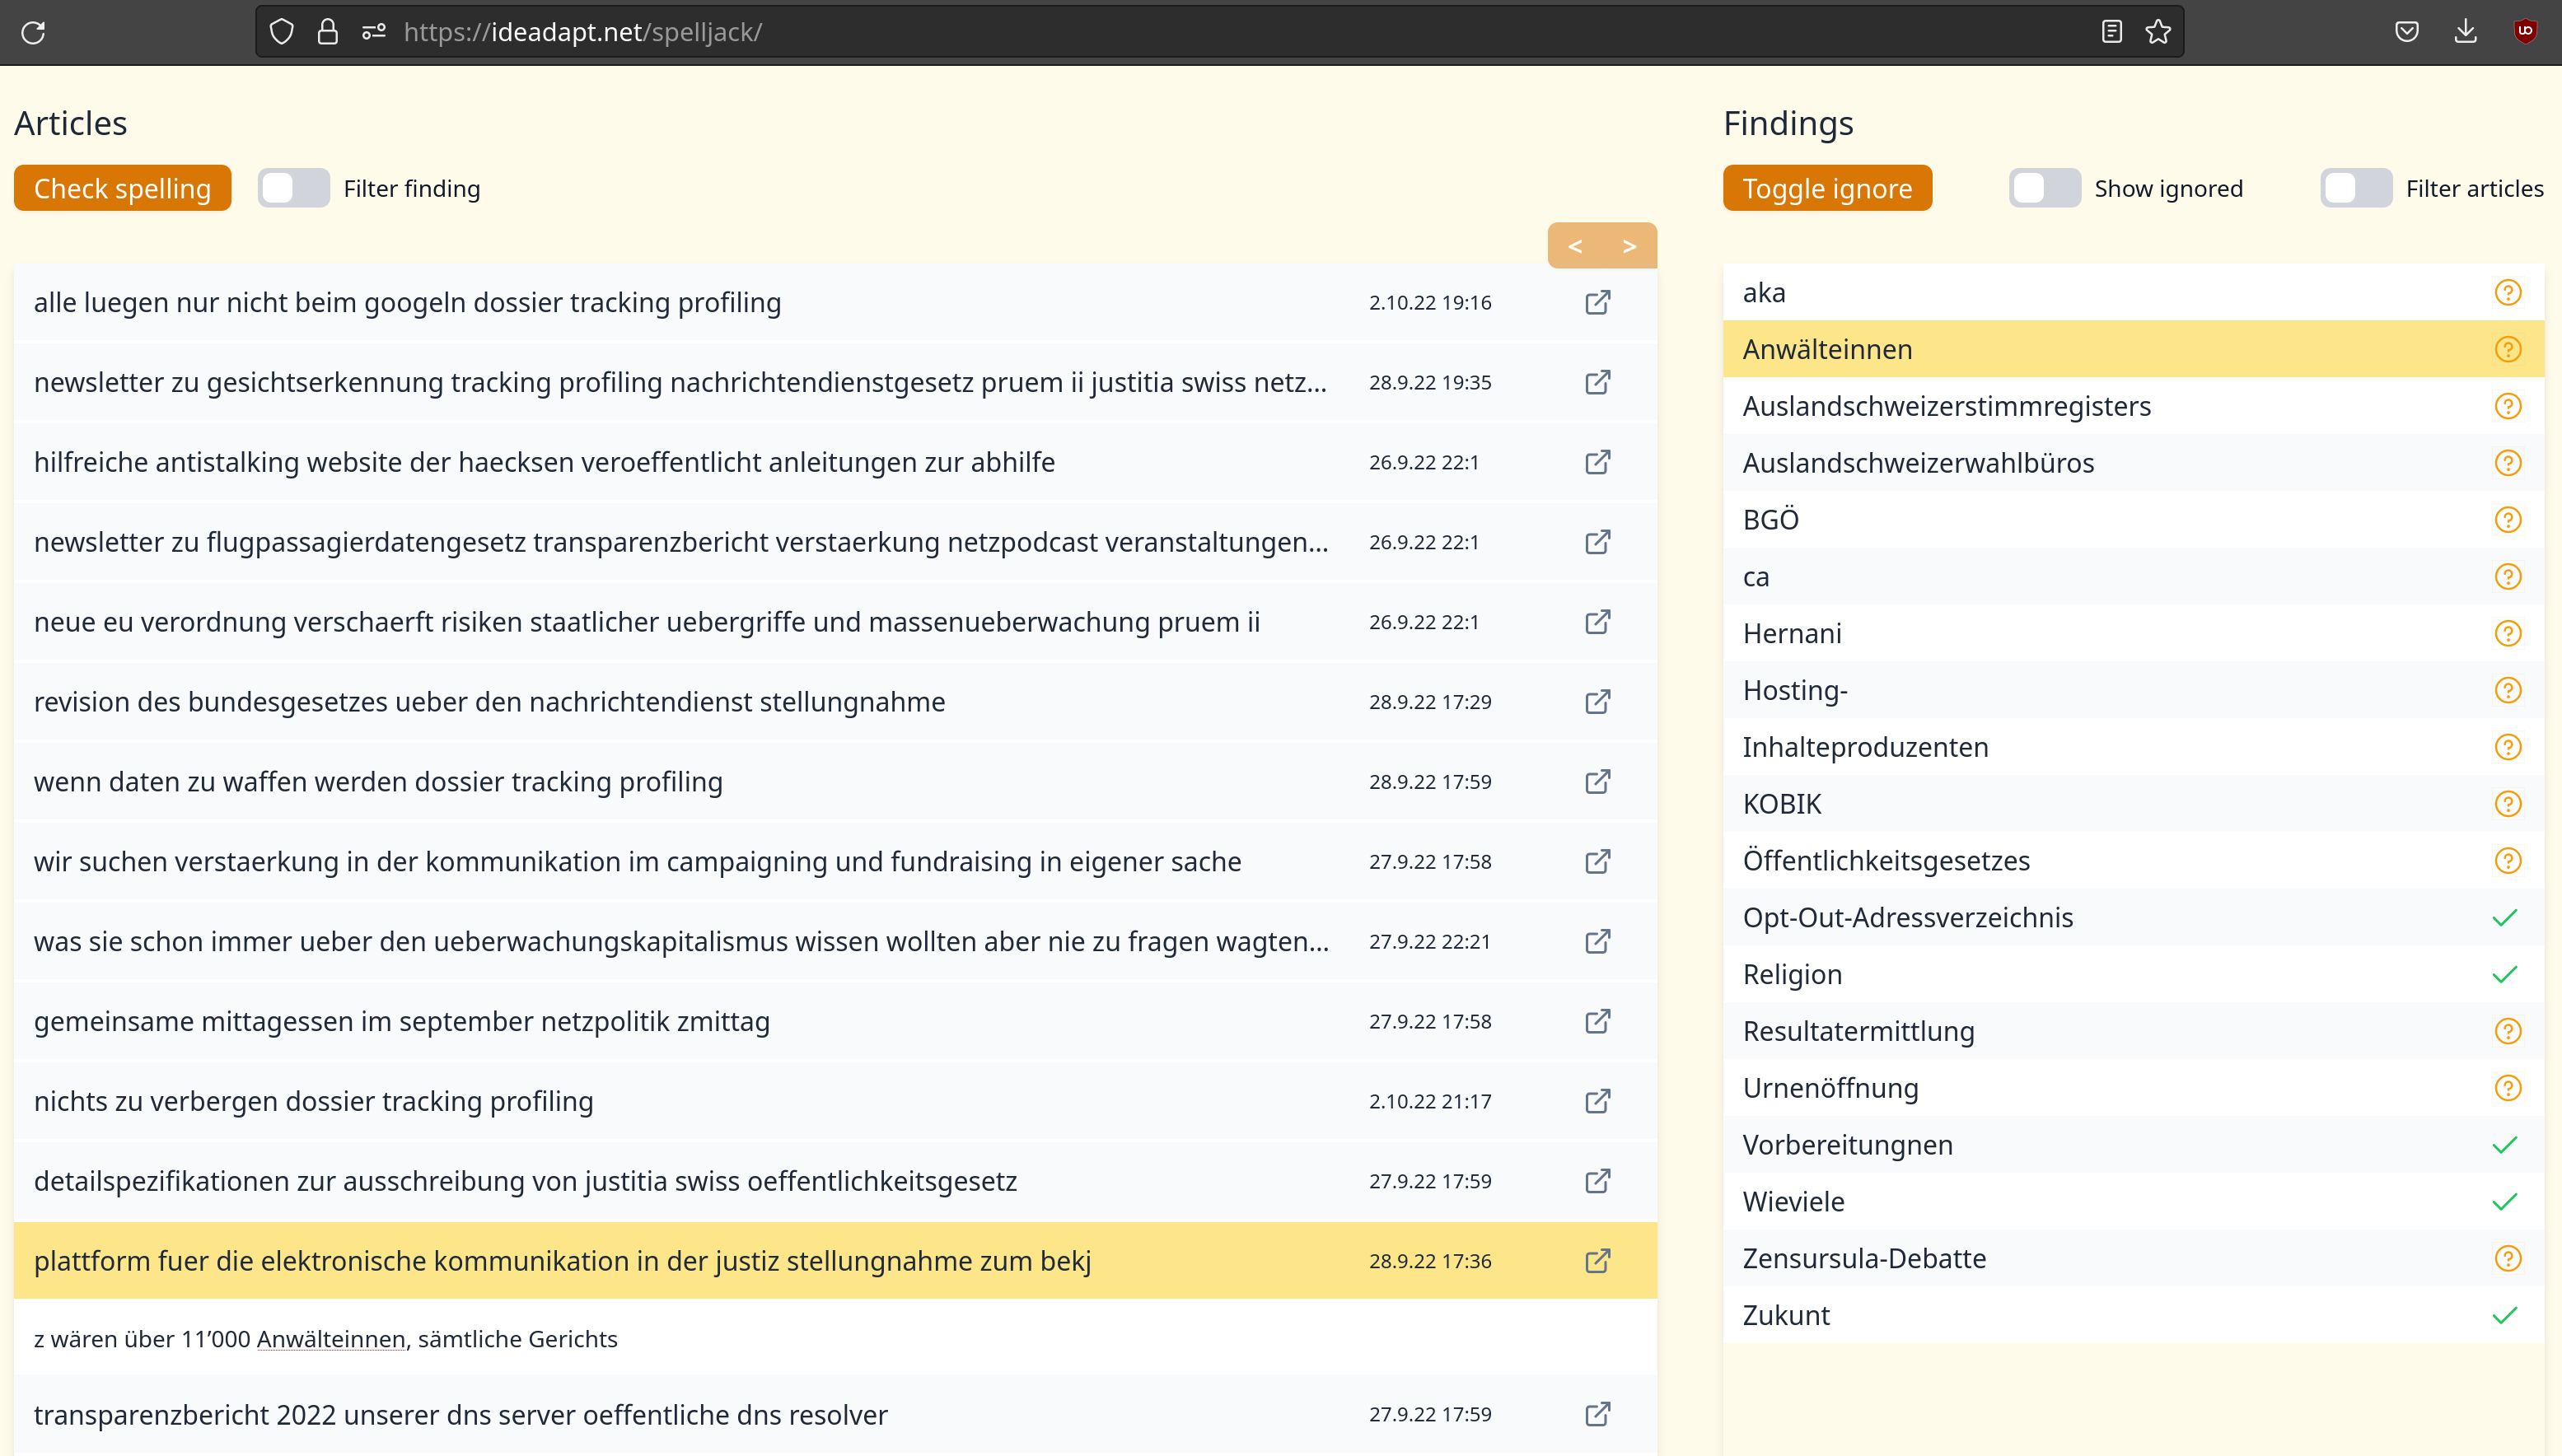 https://ideadapt.net/spelljack/
Articles
Check spelling
Filter finding
< >
alle luegen nur nicht beim googeln dossier tracking profiling 2.10.22 19:16
newsletter zu gesichtserkennung tracking profiling nachrichtendienstgesetz pruem ii justitia swiss netz... 28.9.22 19:35
hilfreiche antistalking website der haecksen veroeffentlicht anleitungen zur abhilfe 26.9.22 22:1
newsletter zu flugpassagierdatengesetz transparenzbericht verstaerkung netzpodcast veranstaltungen... 26.9.22 22:1
neue eu verordnung verschaerft risiken staatlicher uebergriffe und massenueberwachung pruem ii 26.9.22 22:1
revision des bundesgesetzes ueber den nachrichtendienst stellungnahme 28.9.22 17:29
wenn daten zu waffen werden dossier tracking profiling 28.9.22 17:59
wir suchen verstaerkung in der kommunikation im campaigning und fundraising in eigener sache 27.9.22 17:58
was sie schon immer ueber den ueberwachungskapitalismus wissen wollten aber nie zu fragen wagten... 27.9.22 22:21
gemeinsame mittagessen im september netzpolitik zmittag 27.9.22 17:58
nichts zu verbergen dossier tracking profiling 2.10.22 21:17
detailspezifikationen zur ausschreibung von justitia swiss oeffentlichkeitsgesetz 27.9.22 17:59
plattform fuer die elektronische kommunikation in der justiz stellungnahme zum bekj 28.9.22 17:36
z wären über 11’000 Anwälteinnen, sämtliche Gerichts
transparenzbericht 2022 unserer dns server oeffentliche dns resolver 27.9.22 17:59
Findings
Toggle ignore
Show ignored
Filter articles
aka
Anwälteinnen
Auslandschweizerstimmregisters
Auslandschweizerwahlbüros
BGÖ
ca
Hernani
Hosting-
Inhalteproduzenten
KOBIK
Öffentlichkeitsgesetzes
Opt-Out-Adressverzeichnis
Religion
Resultatermittlung
Urnenöffnung
Vorbereitungnen
Wieviele
Zensursula-Debatte
Zukunt